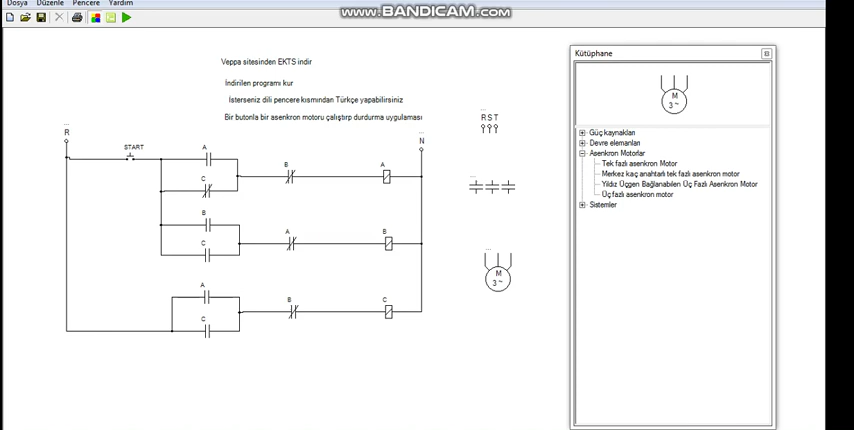 Dosya Düzenle Pencere Yardım
www.BANDICAM.com
Veppa sitesinden EKTS indir
İndirilen programı kur
İsterseniz dili pencere kısmından Türkçe yapabilirsiniz
Bir butonla bir asenkron motoru çalıştırp durdurma uygulaması
...
R
START
A
C
B
A
...
N
B
C
A
B
A
C
B
C
...
R S T
...
...
M
3 ~
Kütüphane
M
3 ~
Güç kaynakları
Devre elemanları
Asenkron Motorlar
Tek fazlı asenkron Motor
Merkez kaç anahtarlı tek fazlı asenkron motor
Yıldız Üçgen Bağlanabilen Üç Fazlı Asenkron Motor
Üç fazlı asenkron motor
Sistemler